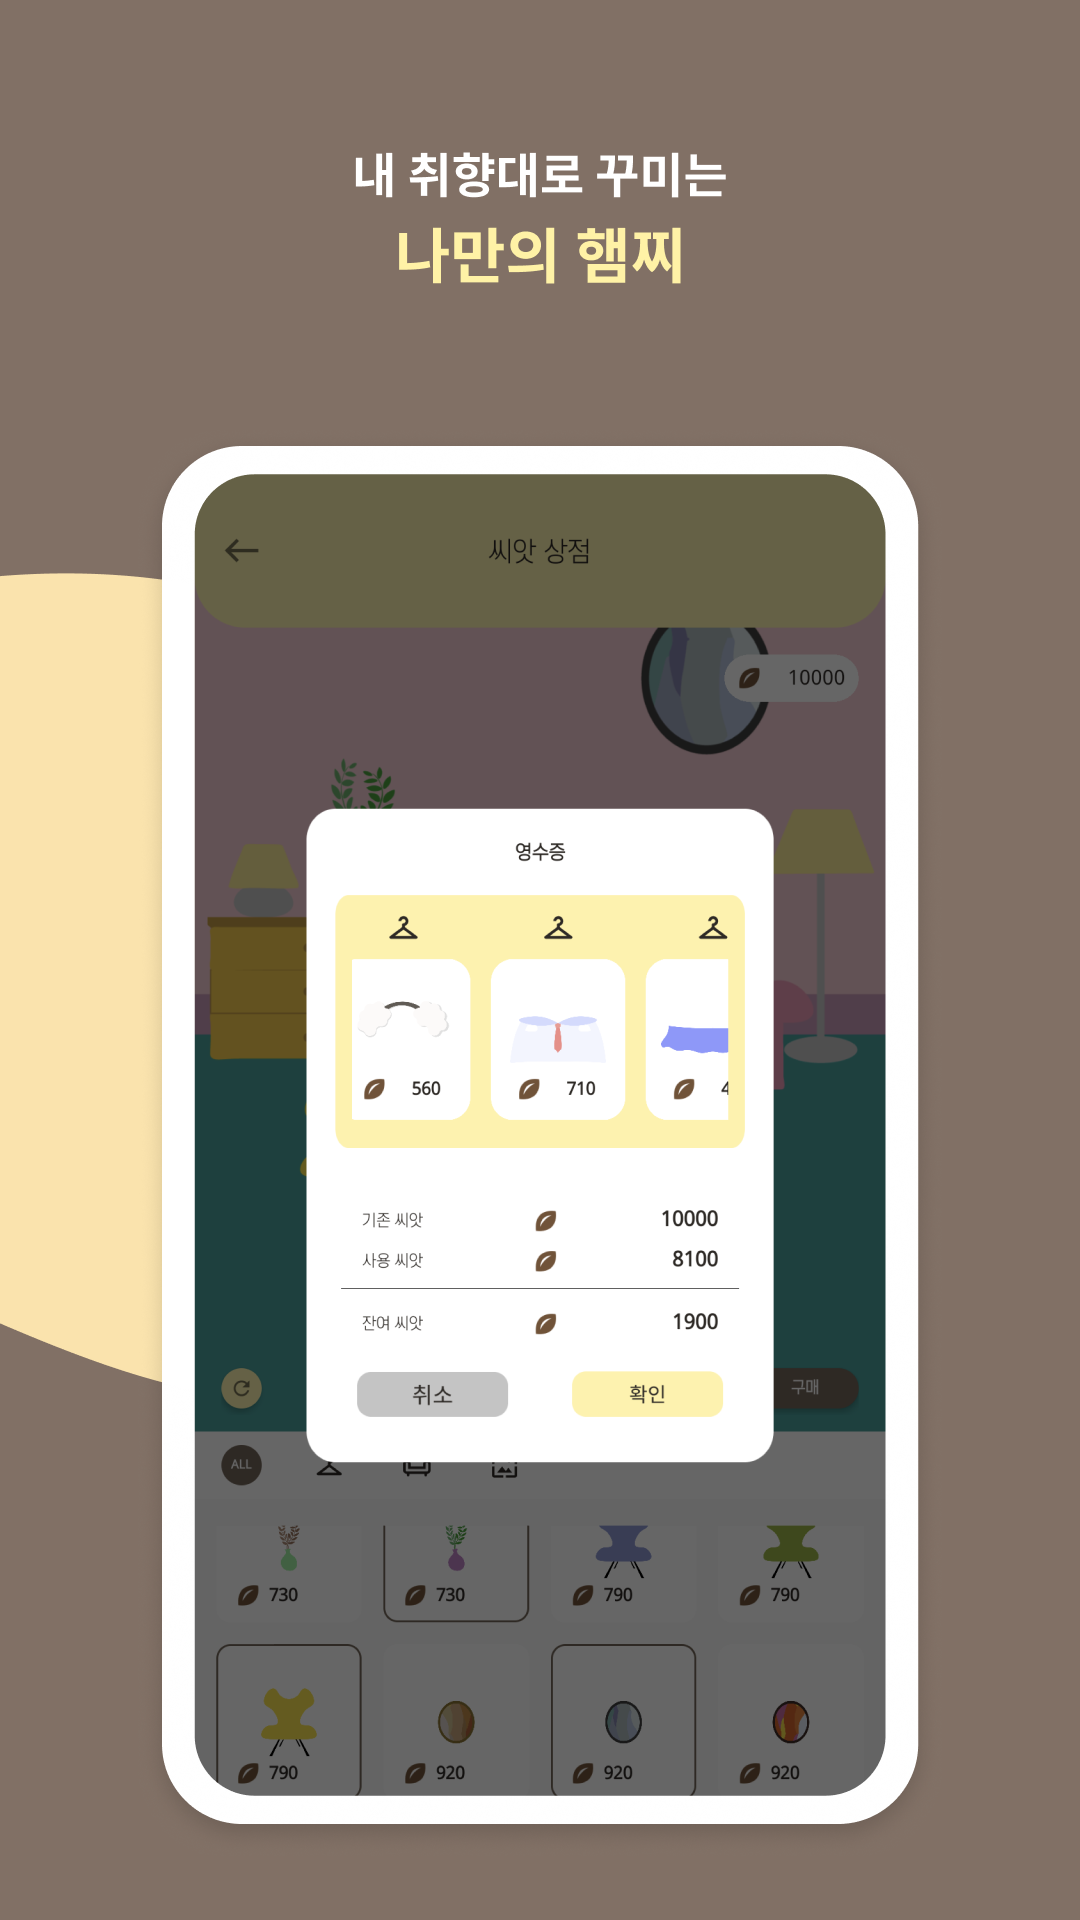 내 취향대로 꾸미는
나만의 햄찌
씨앗 상점
10000
영수증
560
710
4
기존 씨앗 10000
사용 씨앗 8100
잔여 씨앗 1900
취소 확인
구매
ALL
730 730 790 790
790 920 920 920